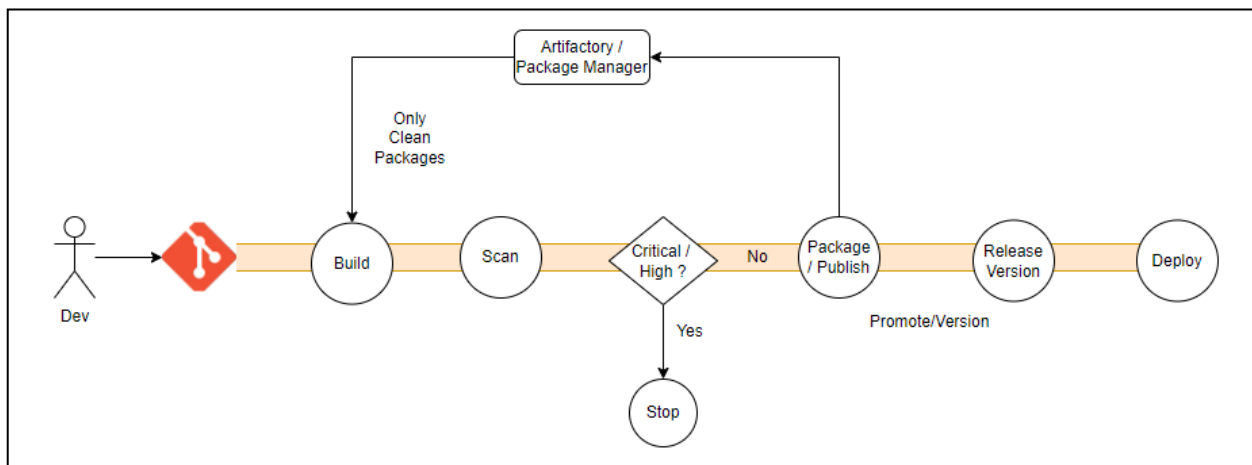 Artifactory /
Package Manager
Only
Clean
Packages
Dev
Build
Scan
Critical /
High ?
No
Package
/ Publish
Release
Version
Deploy
Promote/Version
Yes
Stop